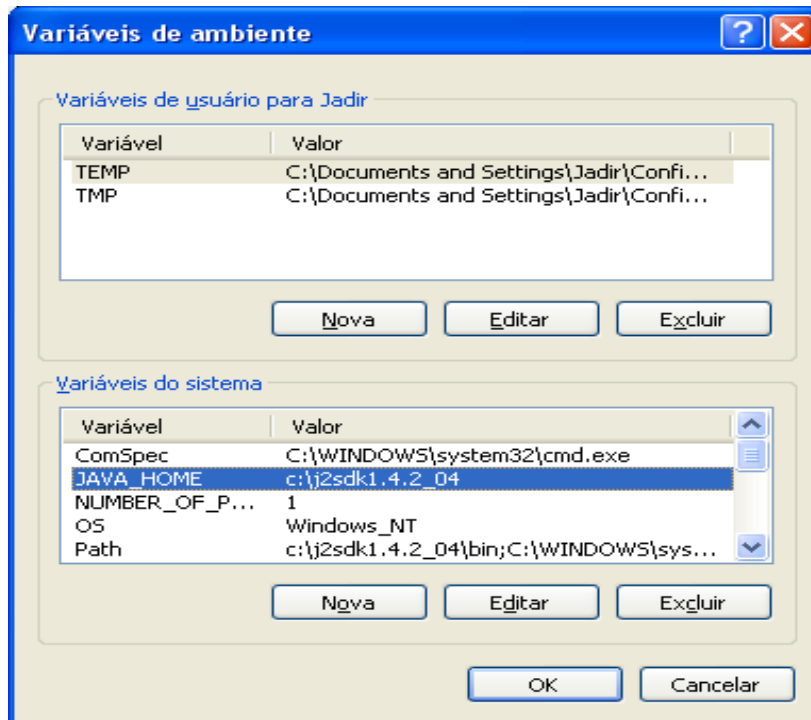 Variáveis de ambiente
Variáveis de usuário para Jadir
Variável Valor
TEMP C:\Documents and Settings\Jadir\Confi...
TMP C:\Documents and Settings\Jadir\Confi...
Nova Editar Excluir
Variáveis do sistema
Variável Valor
ComSpec C:\WINDOWS\system32\cmd.exe
JAVA_HOME c:\j2sdk1.4.2_04
NUMBER_OF_P... 1
OS Windows_NT
Path c:\j2sdk1.4.2_04\bin;C:\WINDOWS\sys...
Nova Editar Excluir
OK Cancelar